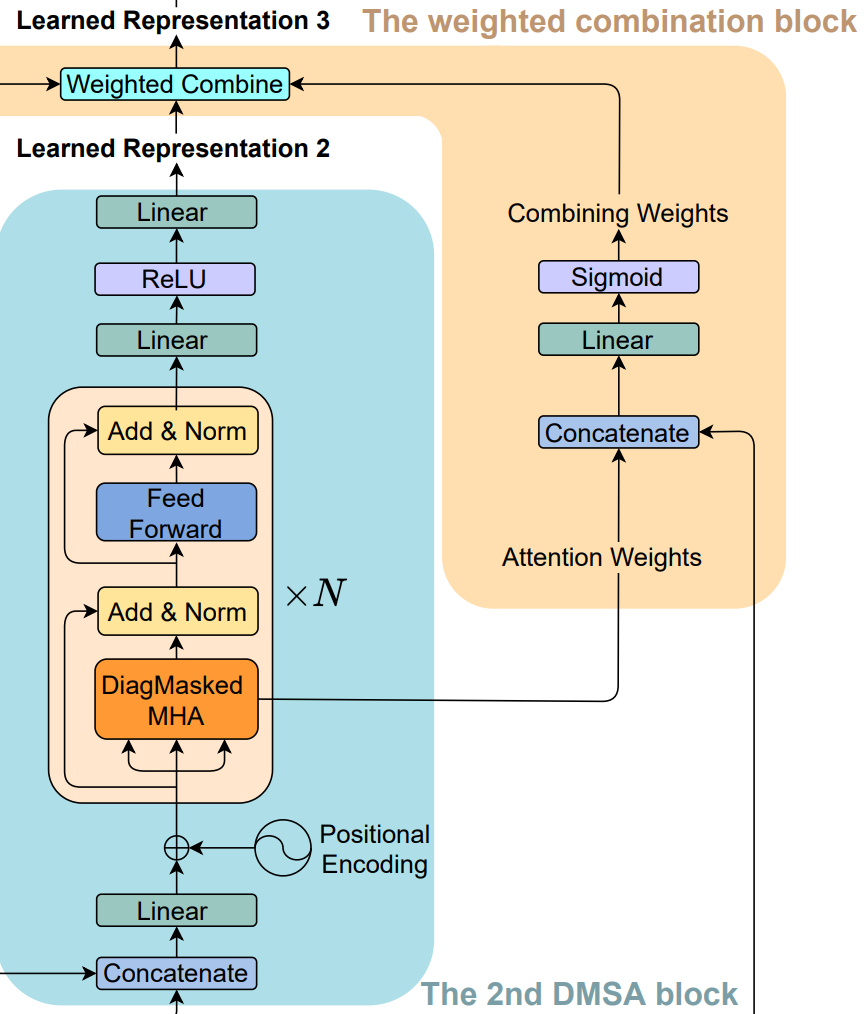 Learned Representation 3
The weighted combination block
Weighted Combine
Learned Representation 2
Linear
ReLU
Linear
Add & Norm
Feed
Forward
Add & Norm
DiagMasked
MHA
×N
Positional
Encoding
Linear
Concatenate
The 2nd DMSA block
Combining Weights
Sigmoid
Linear
Concatenate
Attention Weights